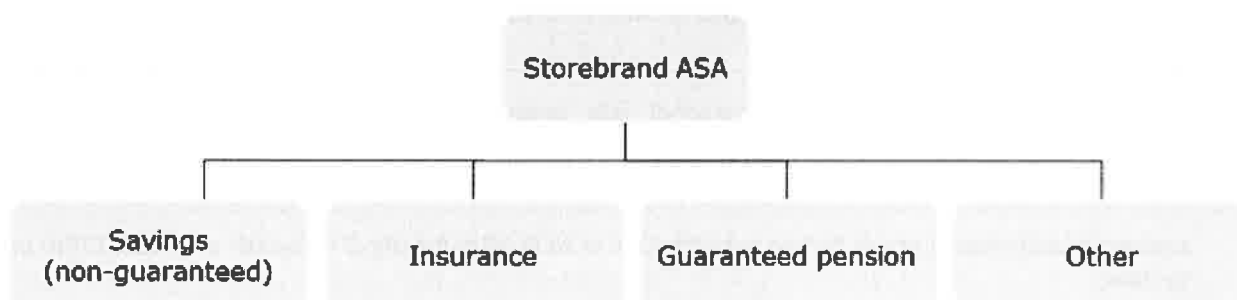 Storebrand ASA
Savings
(non-guaranteed)
Insurance
Guaranteed pension
Other